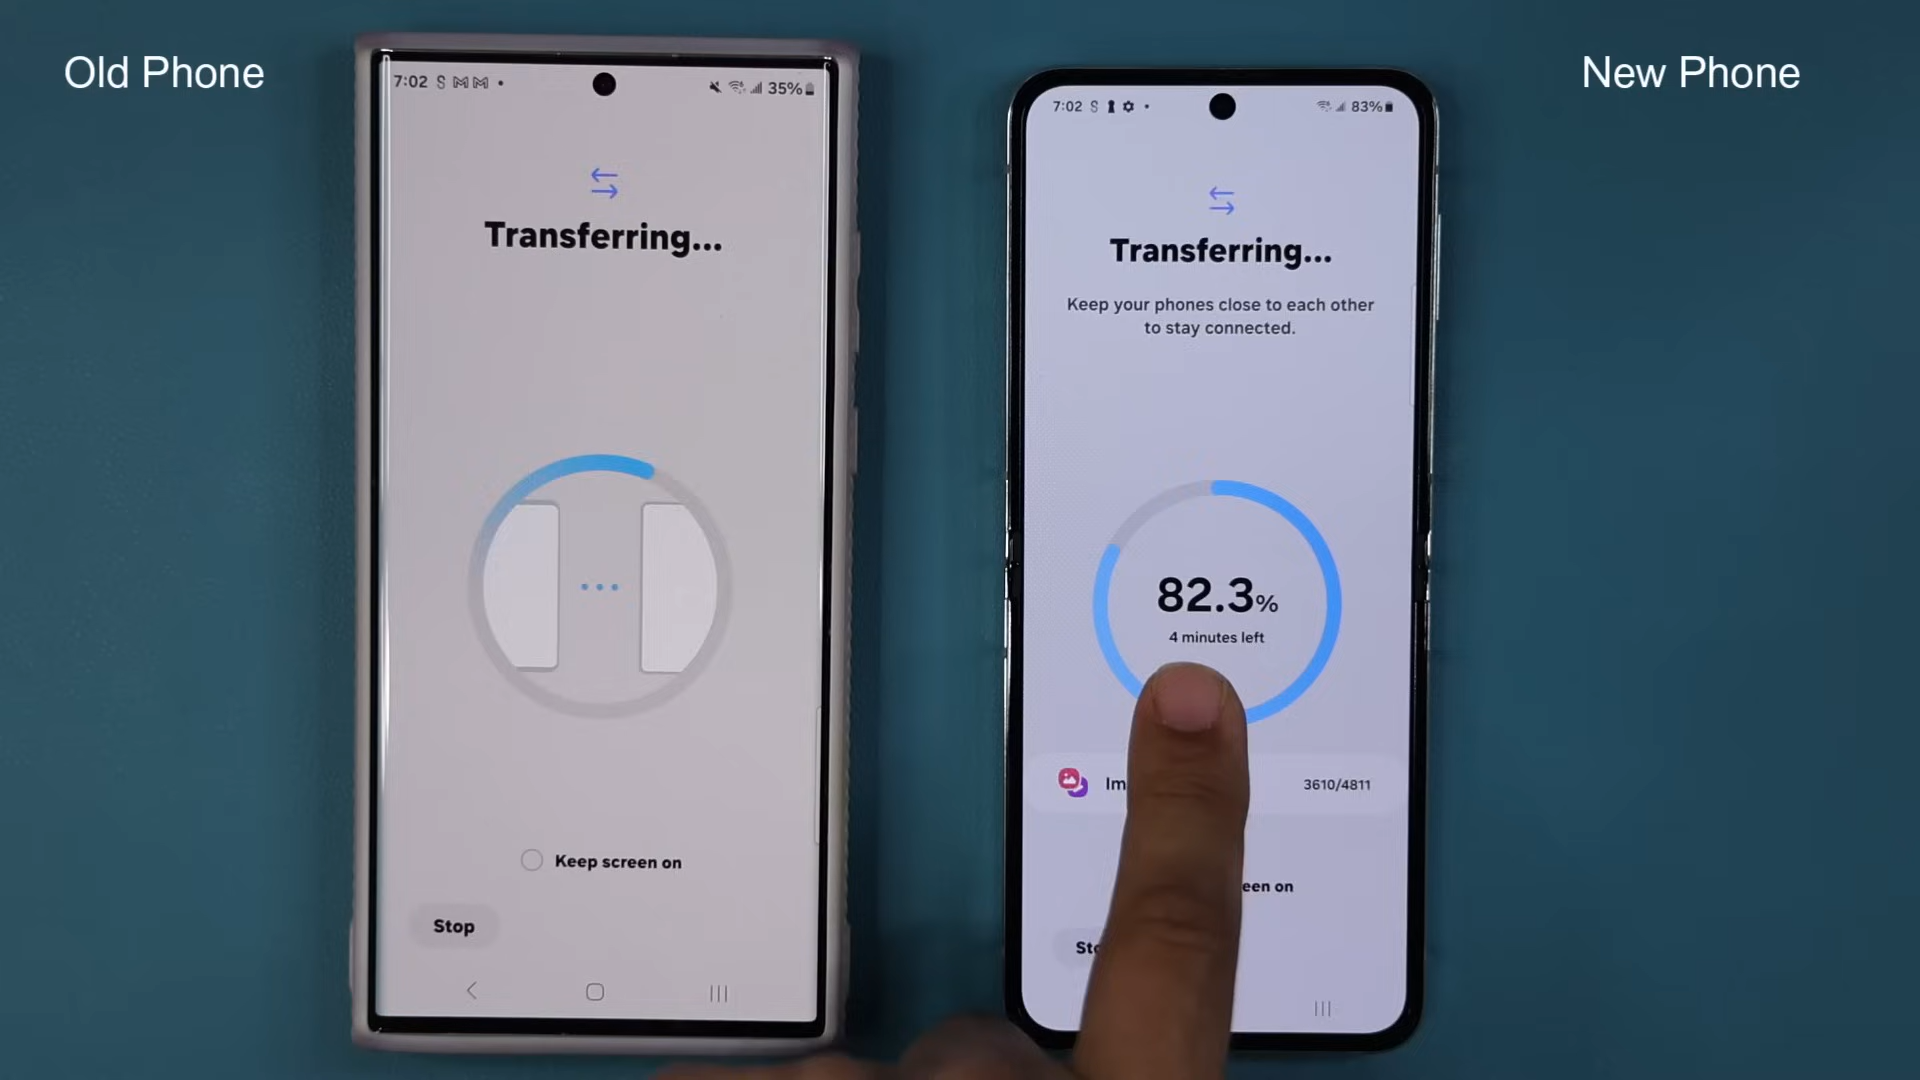 Old Phone
New Phone
7:02
35%
Transferring...
Keep screen on
Stop
7:02
83%
Transferring...
Keep your phones close to each other
to stay connected.
82.3%
4 minutes left
3610/4811
on